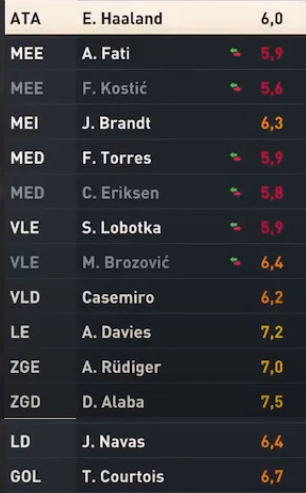 ATA E. Haaland 6,0
MEE A. Fati 5,9
MEE F. Kostić 5,6
MEI J. Brandt 6,3
MED F. Torres 5,9
MED C. Eriksen 5,8
VLE S. Lobotka 5,9
VLE M. Brozović 6,4
VLD Casemiro 6,2
LE A. Davies 7,2
ZGE A. Rüdiger 7,0
ZGD D. Alaba 7,5
LD J. Navas 6,4
GOL T. Courtois 6,7